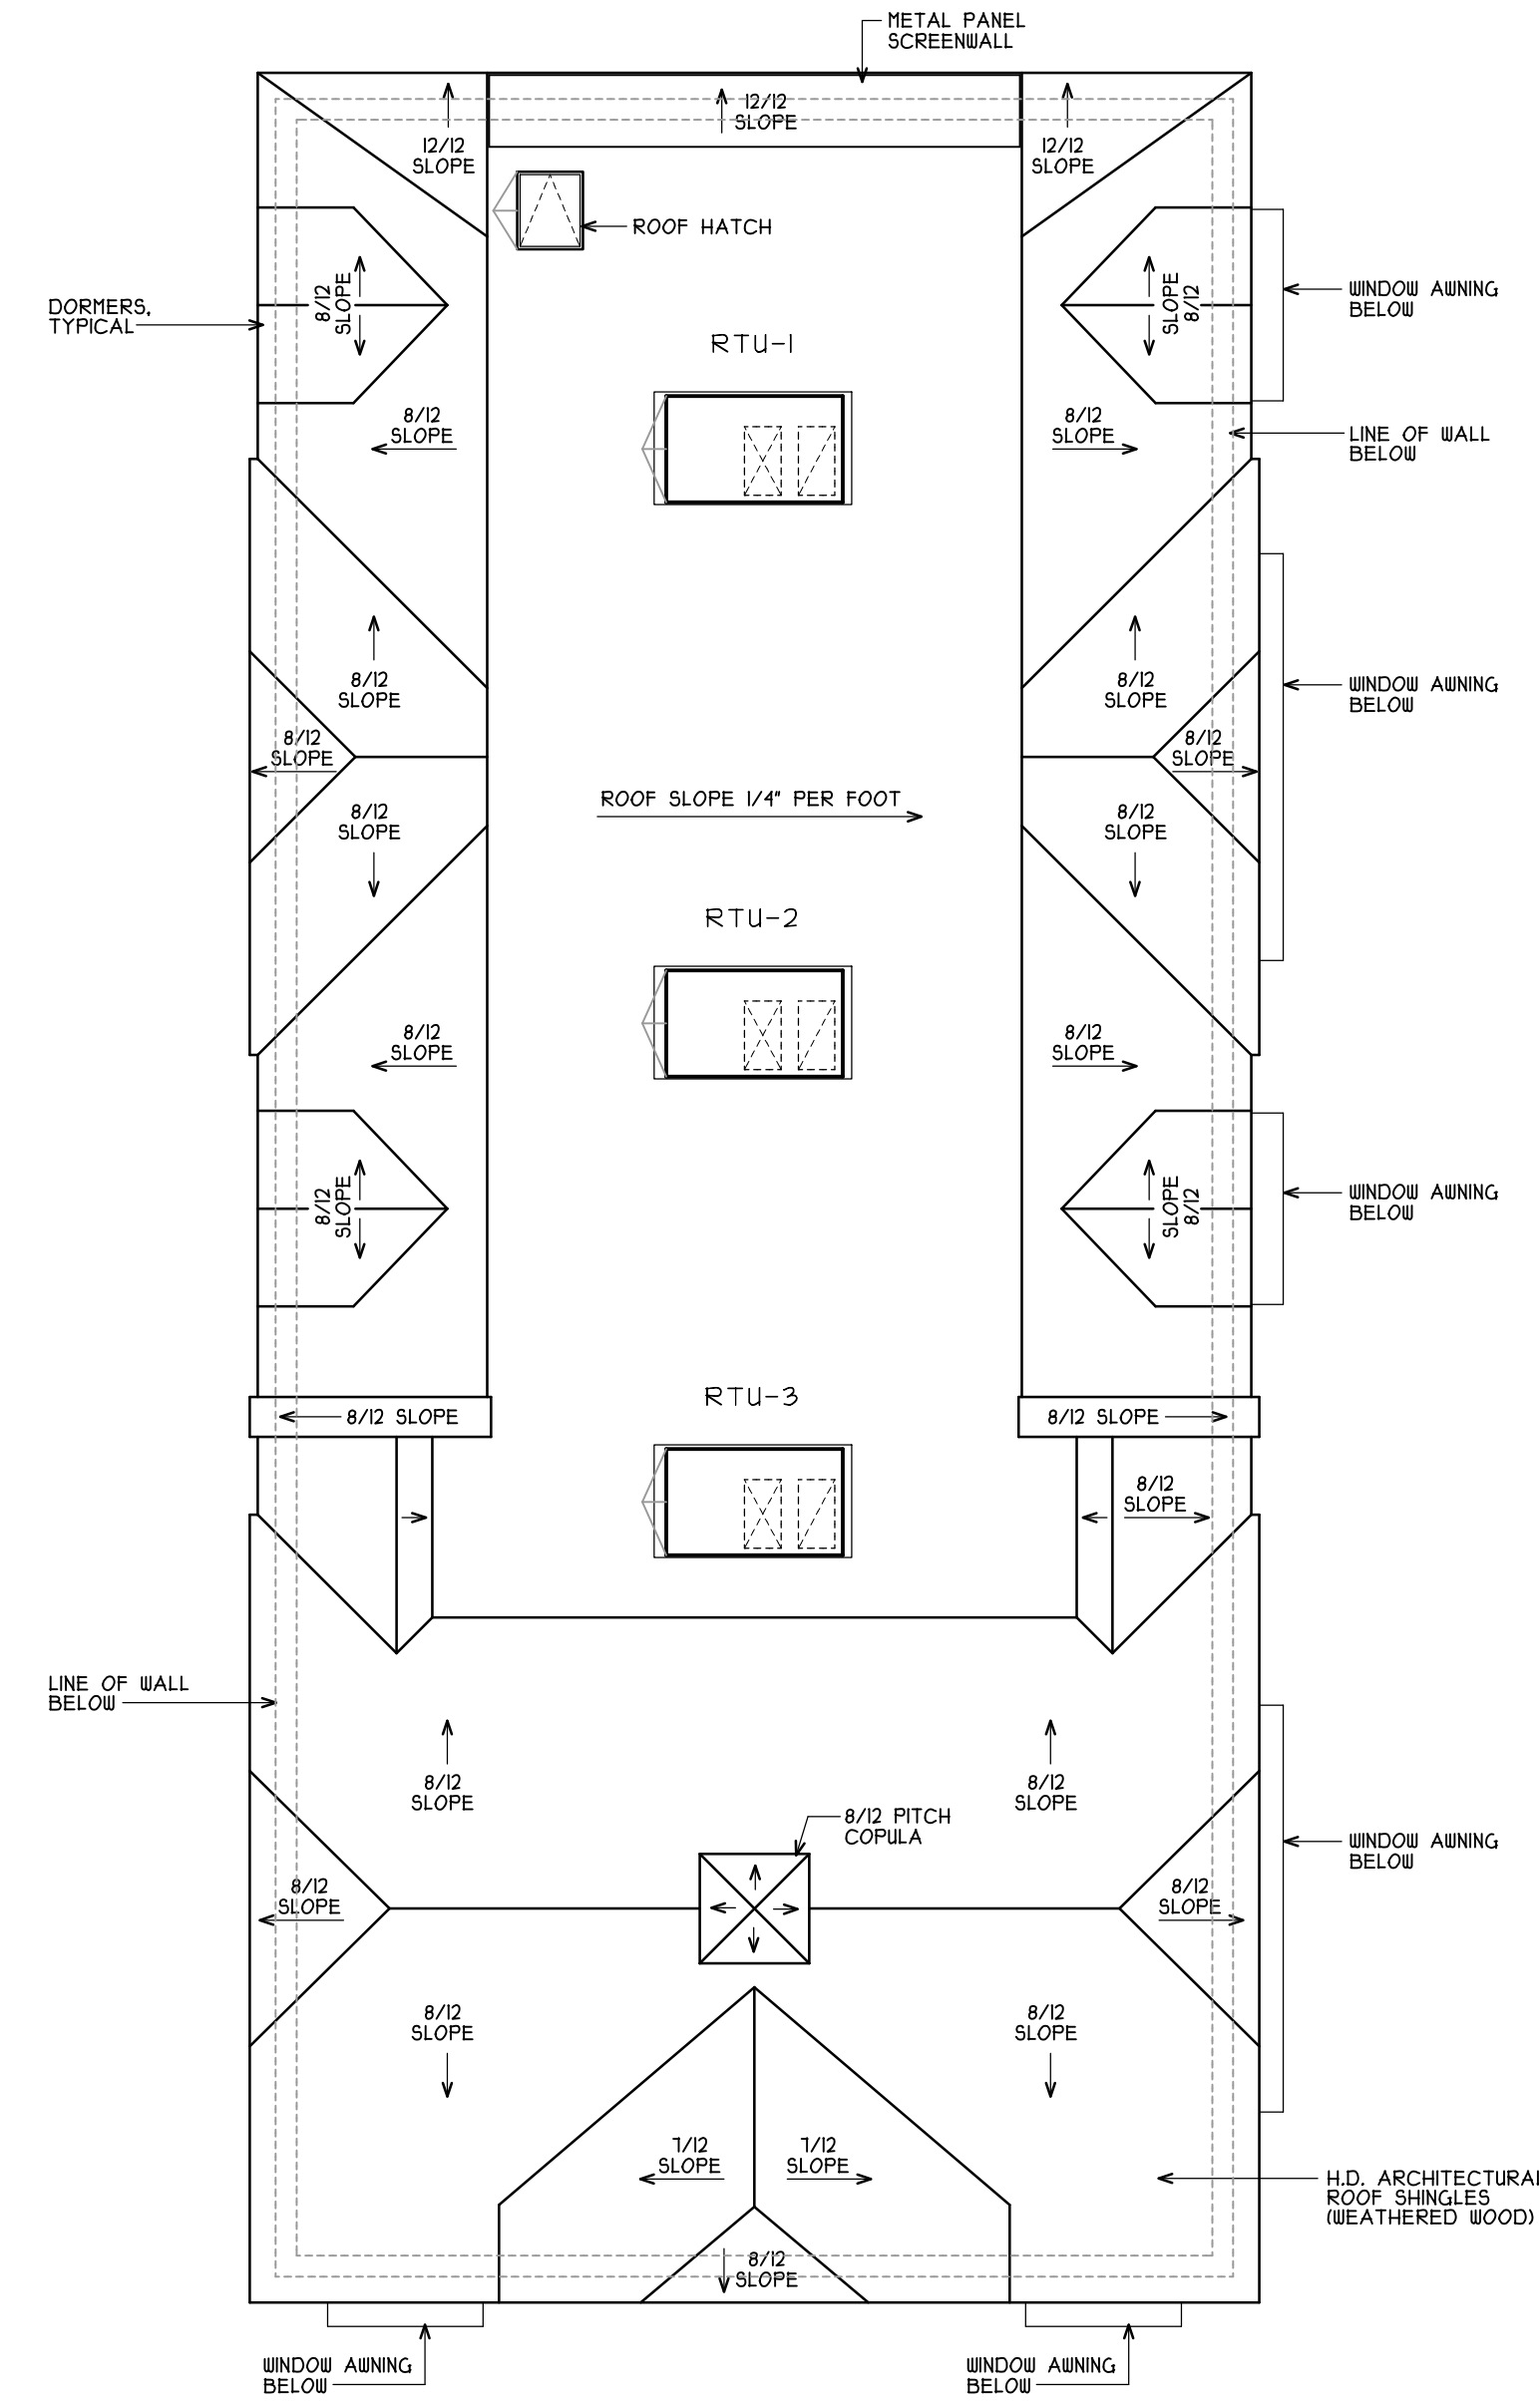 METAL PANEL
SCREENWALL
12/12
SLOPE
12/12
SLOPE
12/12
SLOPE
ROOF HATCH
8/12
SLOPE
SLOPE
8/12
DORMERS,
TYPICAL
WINDOW AWNING
BELOW
RTU-1
8/12
SLOPE
8/12
SLOPE
LINE OF WALL
BELOW
8/12
SLOPE
8/12
SLOPE
WINDOW AWNING
BELOW
8/12
SLOPE
8/12
SLOPE
ROOF SLOPE 1/4" PER FOOT
8/12
SLOPE
8/12
SLOPE
RTU-2
8/12
SLOPE
8/12
SLOPE
8/12
SLOPE
SLOPE
8/12
WINDOW AWNING
BELOW
RTU-3
8/12 SLOPE
8/12 SLOPE
8/12
SLOPE
LINE OF WALL
BELOW
8/12
SLOPE
8/12
SLOPE
8/12 PITCH
COPULA
WINDOW AWNING
BELOW
8/12
SLOPE
8/12
SLOPE
8/12
SLOPE
8/12
SLOPE
7/12
SLOPE
7/12
SLOPE
H.D. ARCHITECTURAL
ROOF SHINGLES
(WEATHERED WOOD)
8/12
SLOPE
WINDOW AWNING
BELOW
WINDOW AWNING
BELOW